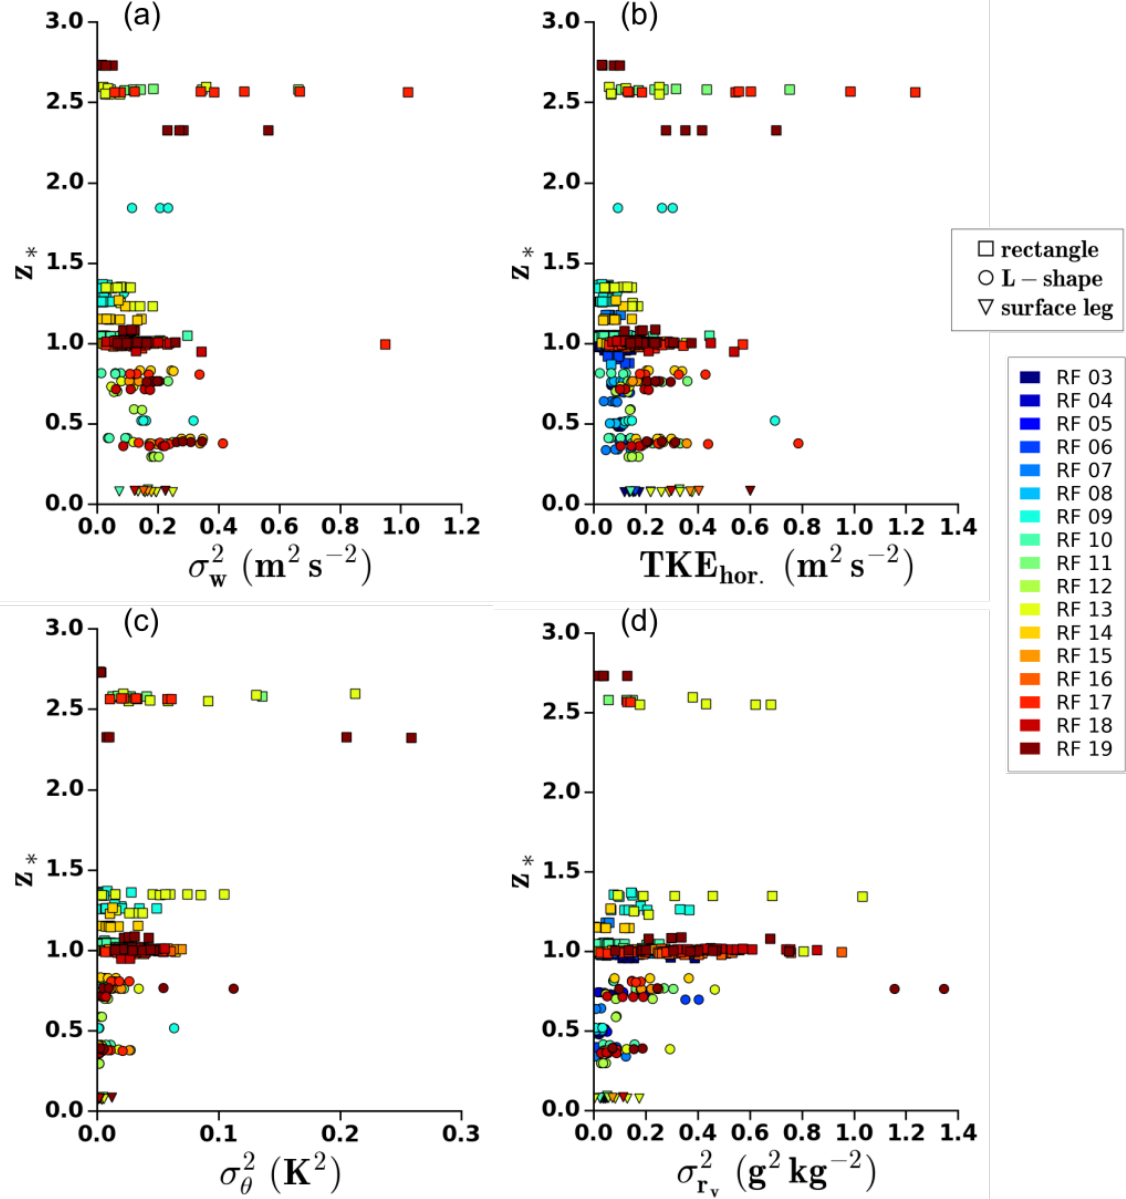 (a)
3.0
2.5
2.0
1.5
1.0
0.5
0.0
z*
0.0 0.2 0.4 0.6 0.8 1.0 1.2
σ²_w (m² s⁻²)
(b)
3.0
2.5
2.0
1.5
1.0
0.5
0.0
z*
0.0 0.2 0.4 0.6 0.8 1.0 1.2 1.4
TKE_hor. (m² s⁻²)
rectangle
L − shape
surface leg
RF 03
RF 04
RF 05
RF 06
RF 07
RF 08
RF 09
RF 10
RF 11
RF 12
RF 13
RF 14
RF 15
RF 16
RF 17
RF 18
RF 19
(c)
3.0
2.5
2.0
1.5
1.0
0.5
0.0
z*
0.0 0.1 0.2 0.3
σ²_θ (K²)
(d)
3.0
2.5
2.0
1.5
1.0
0.5
0.0
z*
0.0 0.2 0.4 0.6 0.8 1.0 1.2 1.4
σ²_r_v (g² kg⁻²)